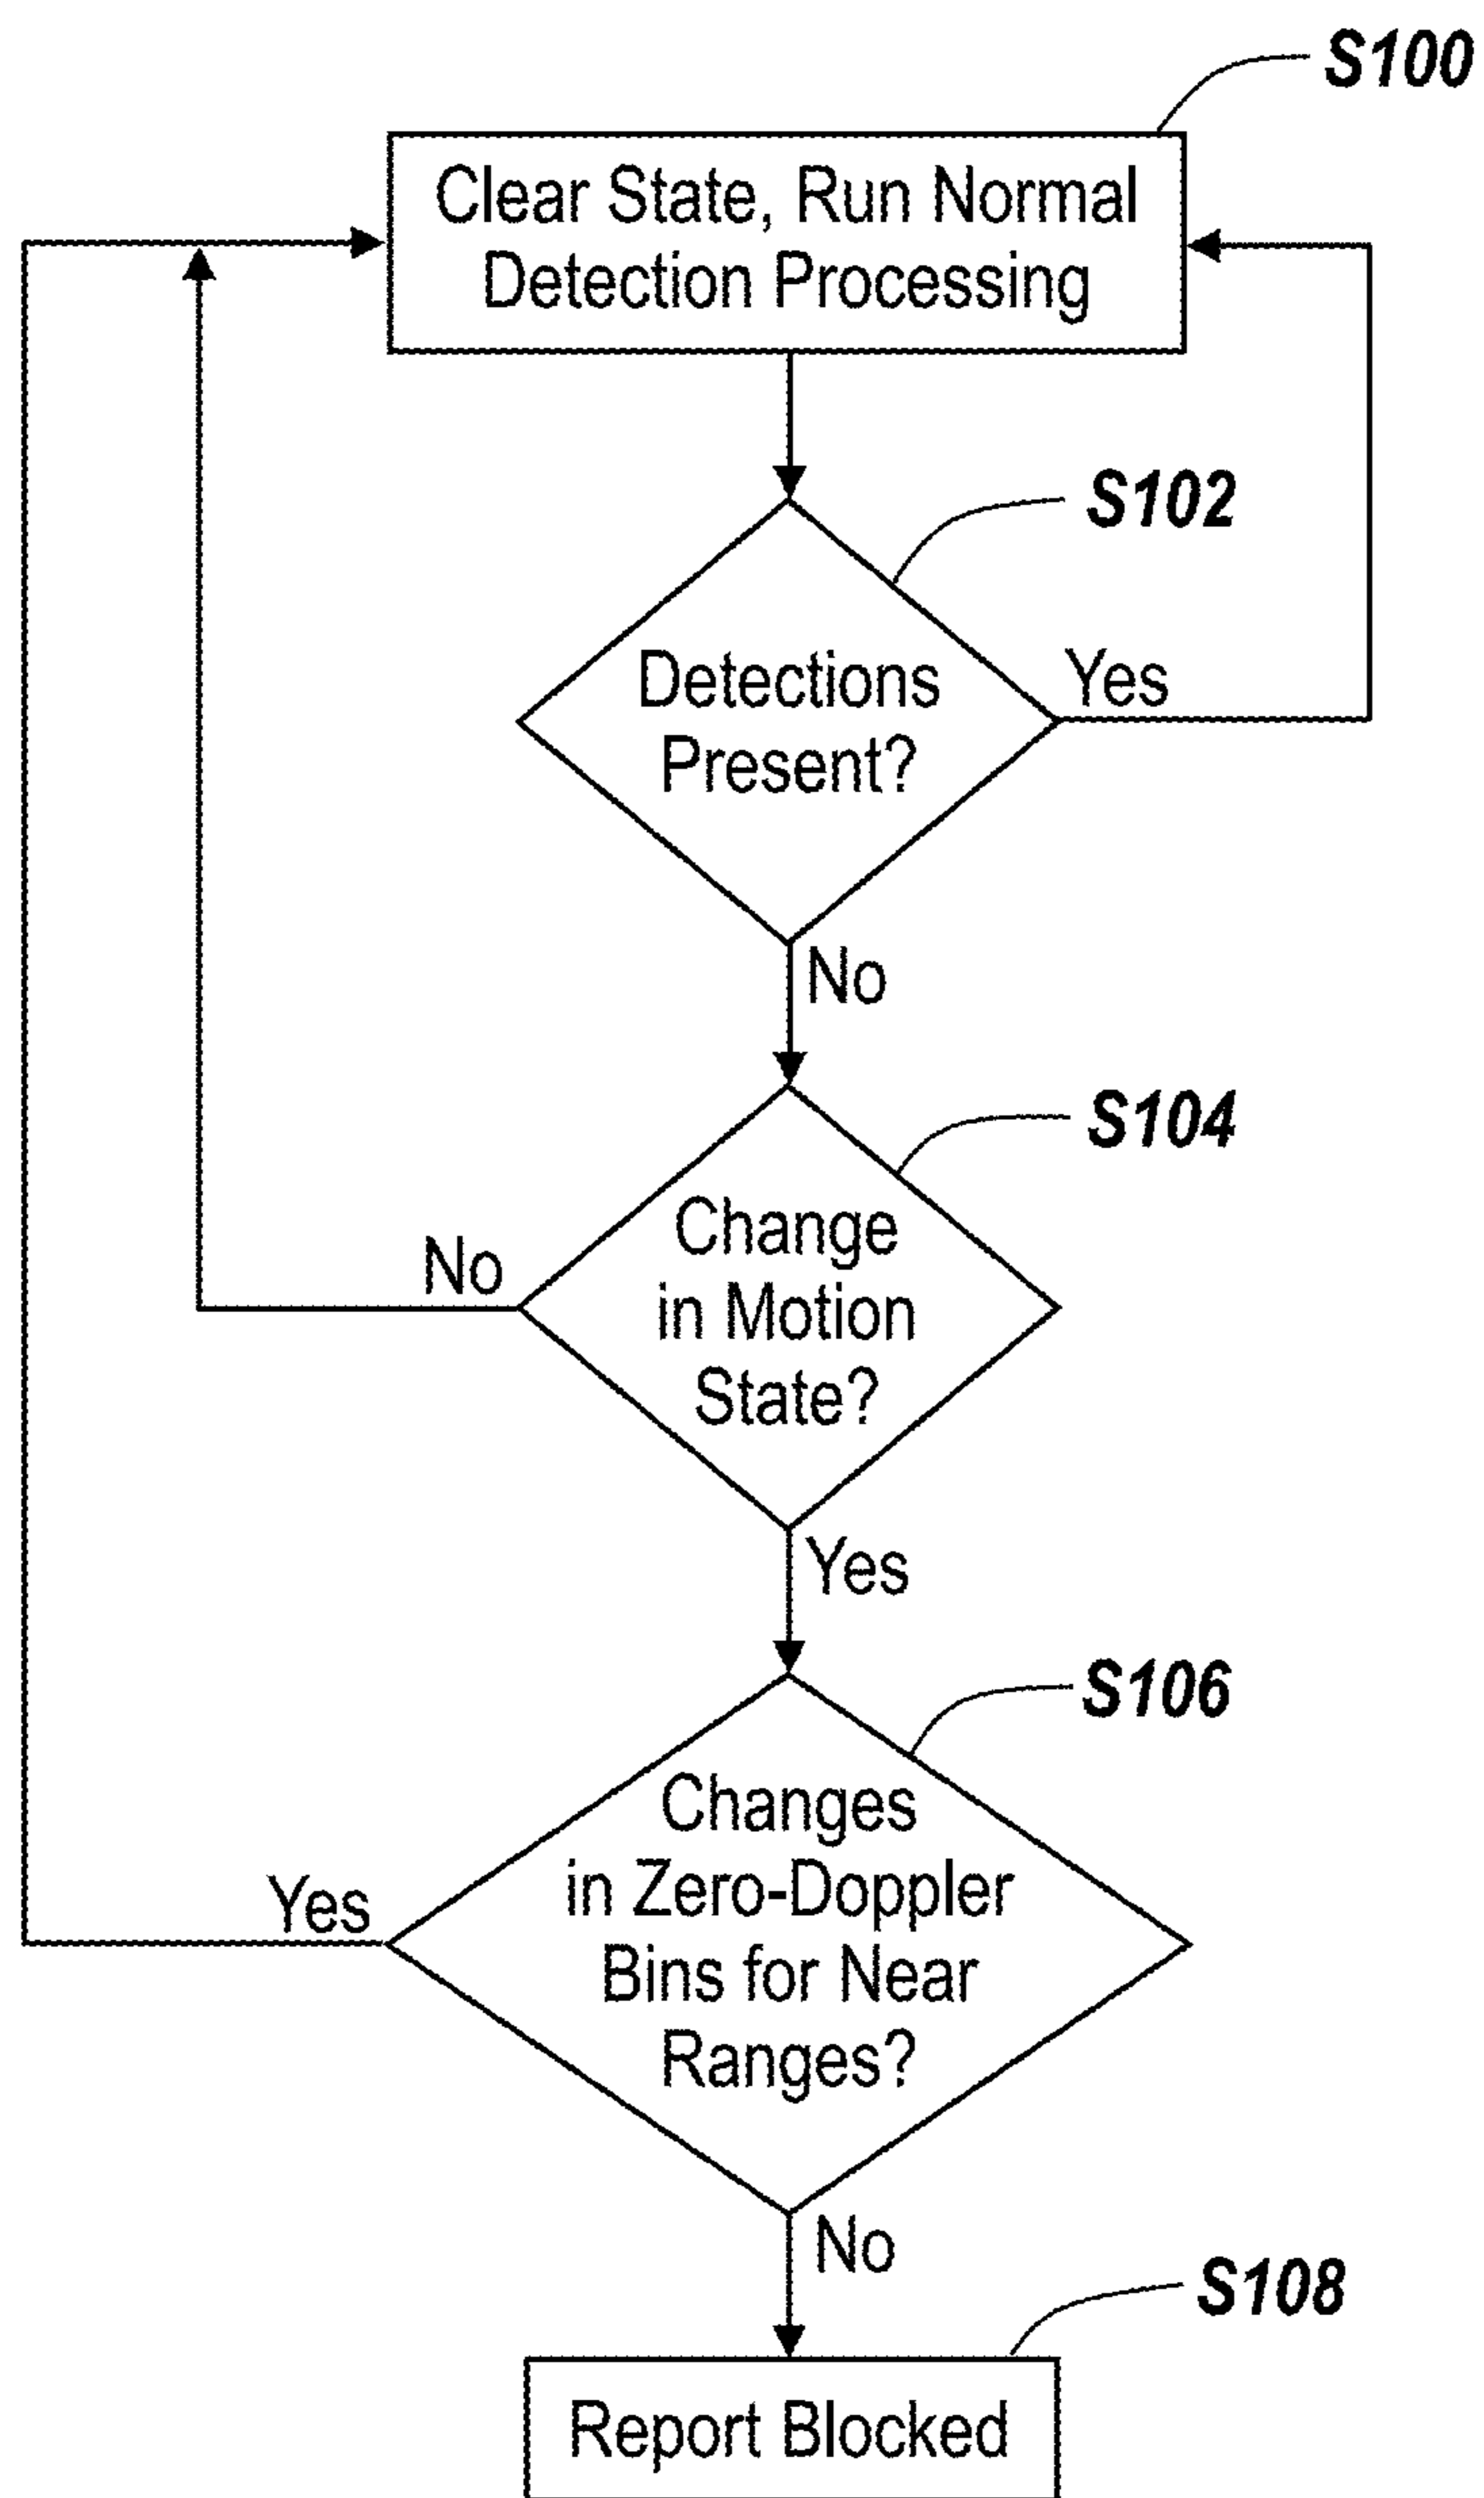 S100
Clear State, Run Normal
Detection Processing
S102
Detections
Present?
Yes
No
S104
Change
in Motion
State?
No
Yes
S106
Changes
in Zero-Doppler
Bins for Near
Ranges?
Yes
No
S108
Report Blocked